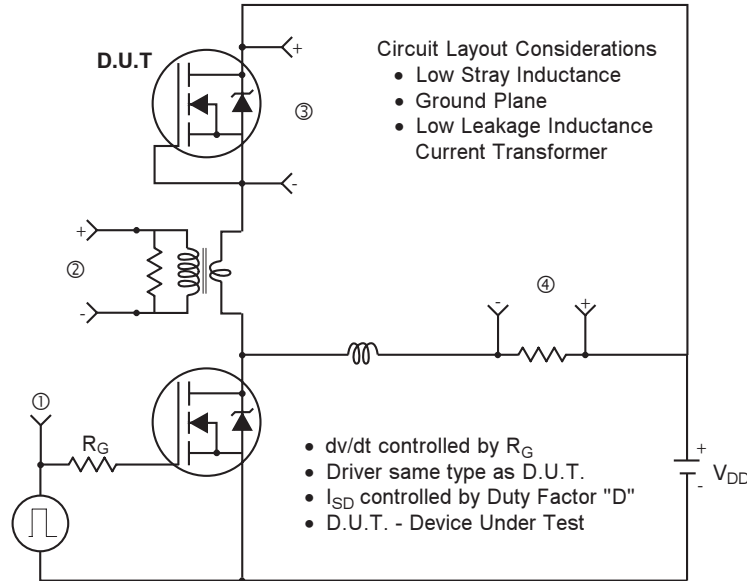 D.U.T
+
Circuit Layout Considerations
• Low Stray Inductance
• Ground Plane
• Low Leakage Inductance
Current Transformer
③
-
+
②
-
④
- +
①
R_G
• dv/dt controlled by R_G
• Driver same type as D.U.T.
• I_SD controlled by Duty Factor "D"
• D.U.T. - Device Under Test
+
V_DD
-